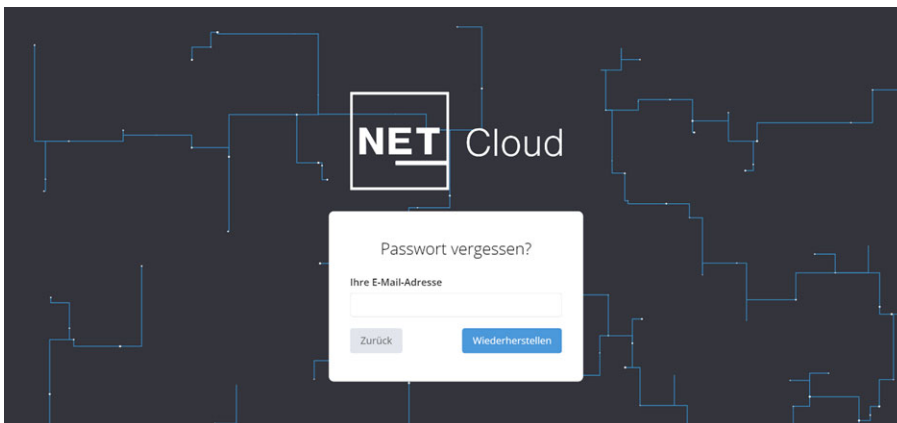 NET Cloud
Passwort vergessen?
Ihre E-Mail-Adresse
Zurück Wiederherstellen